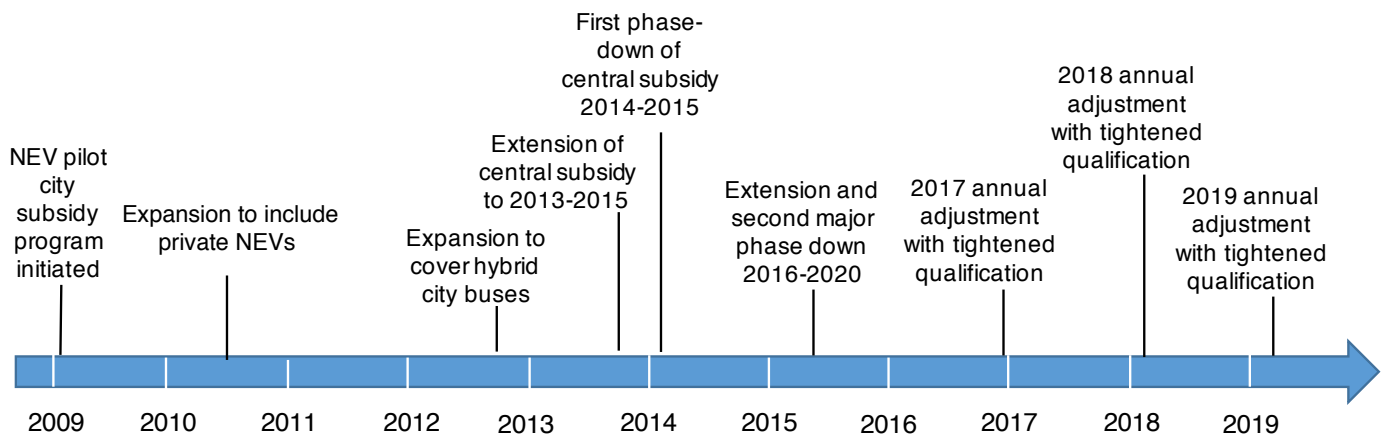 NEV pilot
city
subsidy
program
initiated
Expansion to include
private NEVs
Expansion to
cover hybrid
city buses
Extension of
central subsidy
to 2013-2015
First phase-
down of
central subsidy
2014-2015
Extension and
second major
phase down
2016-2020
2017 annual
adjustment
with tightened
qualification
2018 annual
adjustment
with tightened
qualification
2019 annual
adjustment
with tightened
qualification
2009
2010
2011
2012
2013
2014
2015
2016
2017
2018
2019